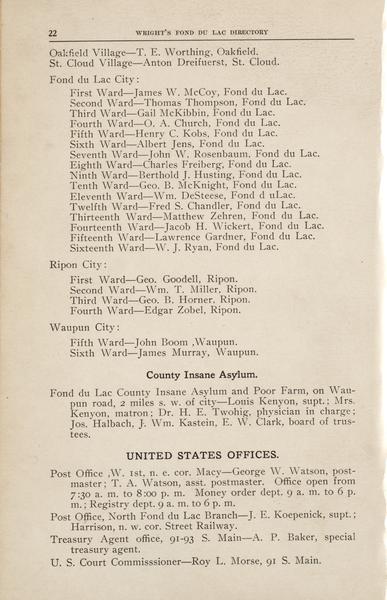 22 WRIGHT'S FOND DU LAC DIRECTORY
Oakfield Village—T. E. Worthing, Oakfield.
St. Cloud Village—Anton Dreifuerst, St. Cloud.
Fond du Lac City:
First Ward—James W. McCoy, Fond du Lac.
Second Ward—Thomas Thompson, Fond du Lac.
Third Ward—Gail McKibbin, Fond du Lac.
Fourth Ward—O. A. Church, Fond du Lac.
Fifth Ward—Henry C. Kobs, Fond du Lac.
Sixth Ward—Albert Jens, Fond du Lac.
Seventh Ward—John W. Rosenbaum, Fond du Lac.
Eighth Ward—Charles Freiberg, Fond du Lac.
Ninth Ward—Berthold J. Husting, Fond du Lac.
Tenth Ward—Geo. B. McKnight, Fond du Lac.
Eleventh Ward—Wm. DeSteese, Fond d uLac.
Twelfth Ward—Fred S. Chandler, Fond du Lac.
Thirteenth Ward—Matthew Zehren, Fond du Lac.
Fourteenth Ward—Jacob H. Wickert, Fond du Lac.
Fifteenth Ward—Lawrence Gardner, Fond du Lac.
Sixteenth Ward—W. J. Ryan, Fond du Lac.
Ripon City:
First Ward—Geo. Goodell, Ripon.
Second Ward—Wm. T. Miller, Ripon.
Third Ward—Geo. B. Horner, Ripon.
Fourth Ward—Edgar Zobel, Ripon.
Waupun City:
Fifth Ward—John Boom ,Waupun.
Sixth Ward—James Murray, Waupun.
County Insane Asylum.
Fond du Lac County Insane Asylum and Poor Farm, on Wau-
pun road, 2 miles s. w. of city—Louis Kenyon, supt.; Mrs.
Kenyon, matron; Dr. H. E. Twohig, physician in charge;
Jos. Halbach, J. Wm. Kastein, E. W. Clark, board of trus-
tees.
UNITED STATES OFFICES.
Post Office ,W. 1st, n. e. cor. Macy—George W. Watson, post-
master; T. A. Watson, asst. postmaster. Office open from
7:30 a. m. to 8:00 p. m. Money order dept. 9 a. m. to 6 p.
m.; Registry dept. 9 a. m. to 6 p. m.
Post Office, North Fond du Lac Branch—J. E. Koepenick, supt.;
Harrison, n. w. cor. Street Railway.
Treasury Agent office, 91-93 S. Main—A. P. Baker, special
treasury agent.
U. S. Court Commisssioner—Roy L. Morse, 91 S. Main.